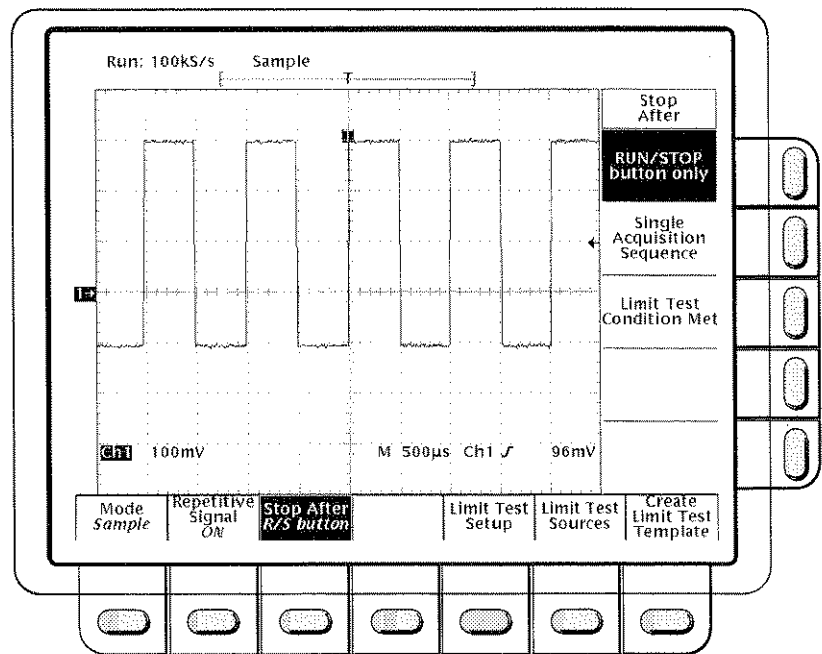 Run: 100kS/s Sample
[ T ]
T
1→
Ch1 100mV M 500µs Ch1 ƒ 96mV
Stop
After
RUN/STOP
button only
Single
Acquisition
Sequence
Limit Test
Condition Met
Mode
Sample
Repetitive
Signal
ON
Stop After
R/S button
Limit Test
Setup
Limit Test
Sources
Create
Limit Test
Template